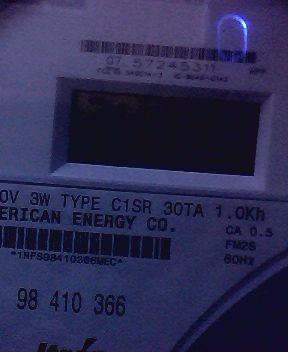 07 57245311
0V 3W TYPE C1SR 30TA 1.0Kh
ERICAN ENERGY CO.
CA 0.5
FM2S
60HZ
*1NFS98410366MEC*
98 410 366